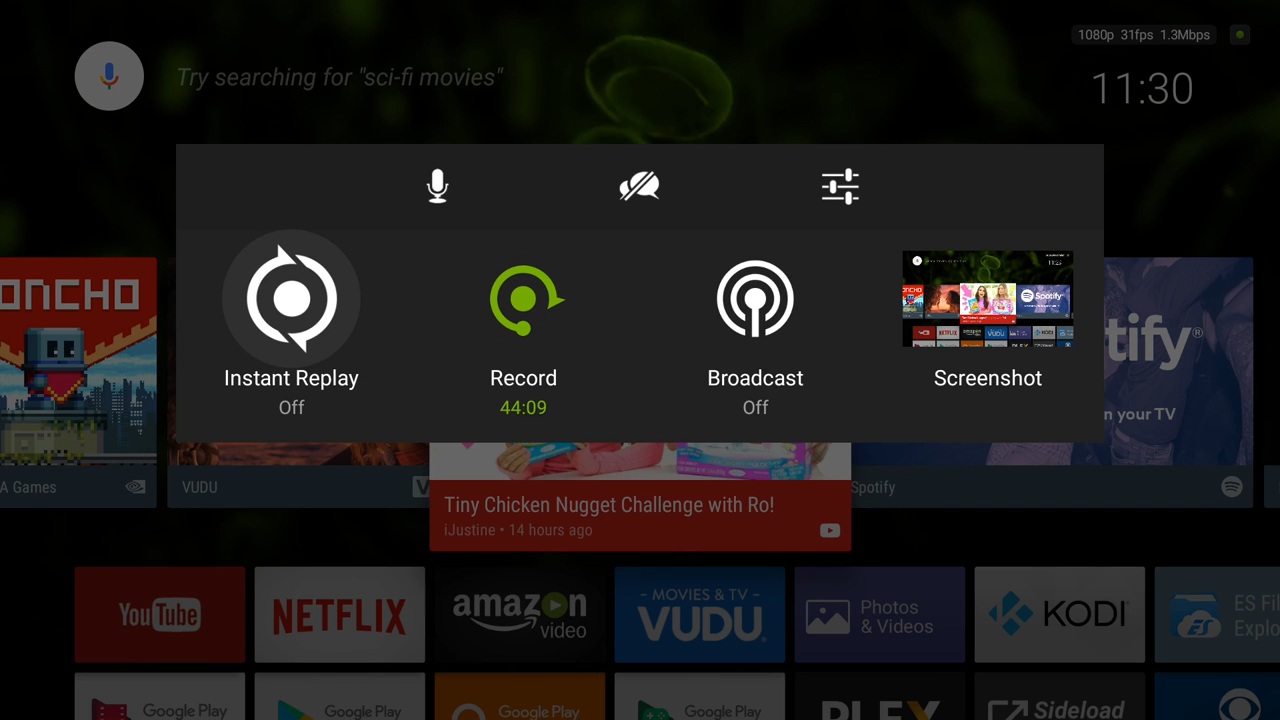 1080p 31fps 1.3Mbps
Try searching for "sci-fi movies"
11:30
Instant Replay
Off
Record
44:09
Broadcast
Off
Screenshot
ONCHO
Spotify
tify®
n your TV
A Games
VUDU
V
Spotify
Tiny Chicken Nugget Challenge with Ro!
iJustine • 14 hours ago
YouTube
NETFLIX
amazon
video
- MOVIES & TV -
VUDU
Photos
& Videos
KODI
ES Fil
Explo
Google Play
Google Play
Google Play
Google Play
PLEX
Sideload